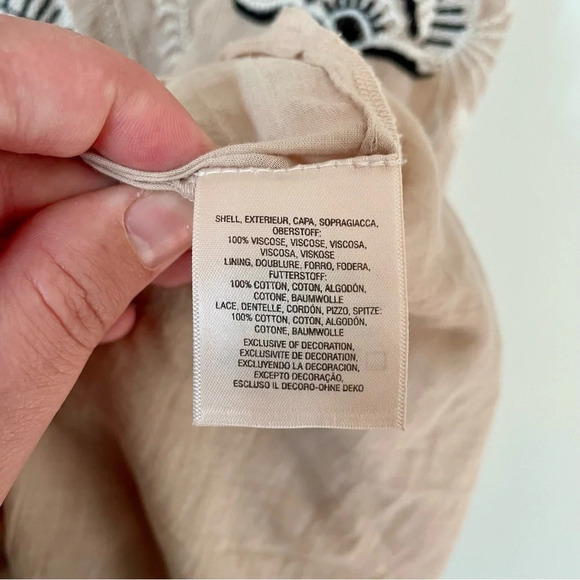 SHELL, EXTERIEUR, CAPA, SOPRAGIACCA,
OBERSTOFF:
100% VISCOSE, VISCOSE, VISCOSA,
VISCOSA, VISKOSE
LINING, DOUBLURE, FORRO, FODERA,
FUTTERSTOFF:
100% COTTON, COTON, ALGODÓN,
COTONE, BAUMWOLLE
LACE, DENTELLE, CORDÓN, PIZZO, SPITZE:
100% COTTON, COTON, ALGODÓN,
COTONE, BAUMWOLLE
EXCLUSIVE OF DECORATION,
EXCLUSIVITE DE DECORATION,
EXCLUYENDO LA DECORACION,
EXCEPTO DECORAÇÃO,
ESCLUSO IL DECORO-OHNE DEKO